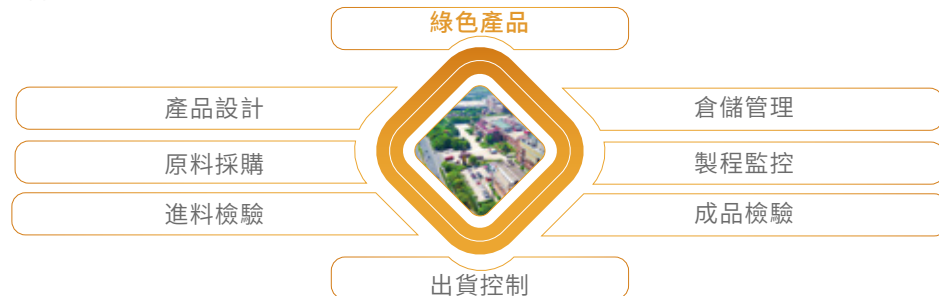 綠色產品
產品設計
倉儲管理
原料採購
製程監控
進料檢驗
成品檢驗
出貨控制